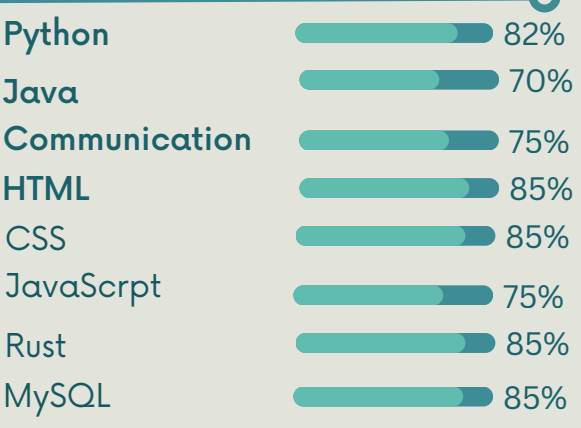 Python 82%
Java 70%
Communication 75%
HTML 85%
CSS 85%
JavaScrpt 75%
Rust 85%
MySQL 85%